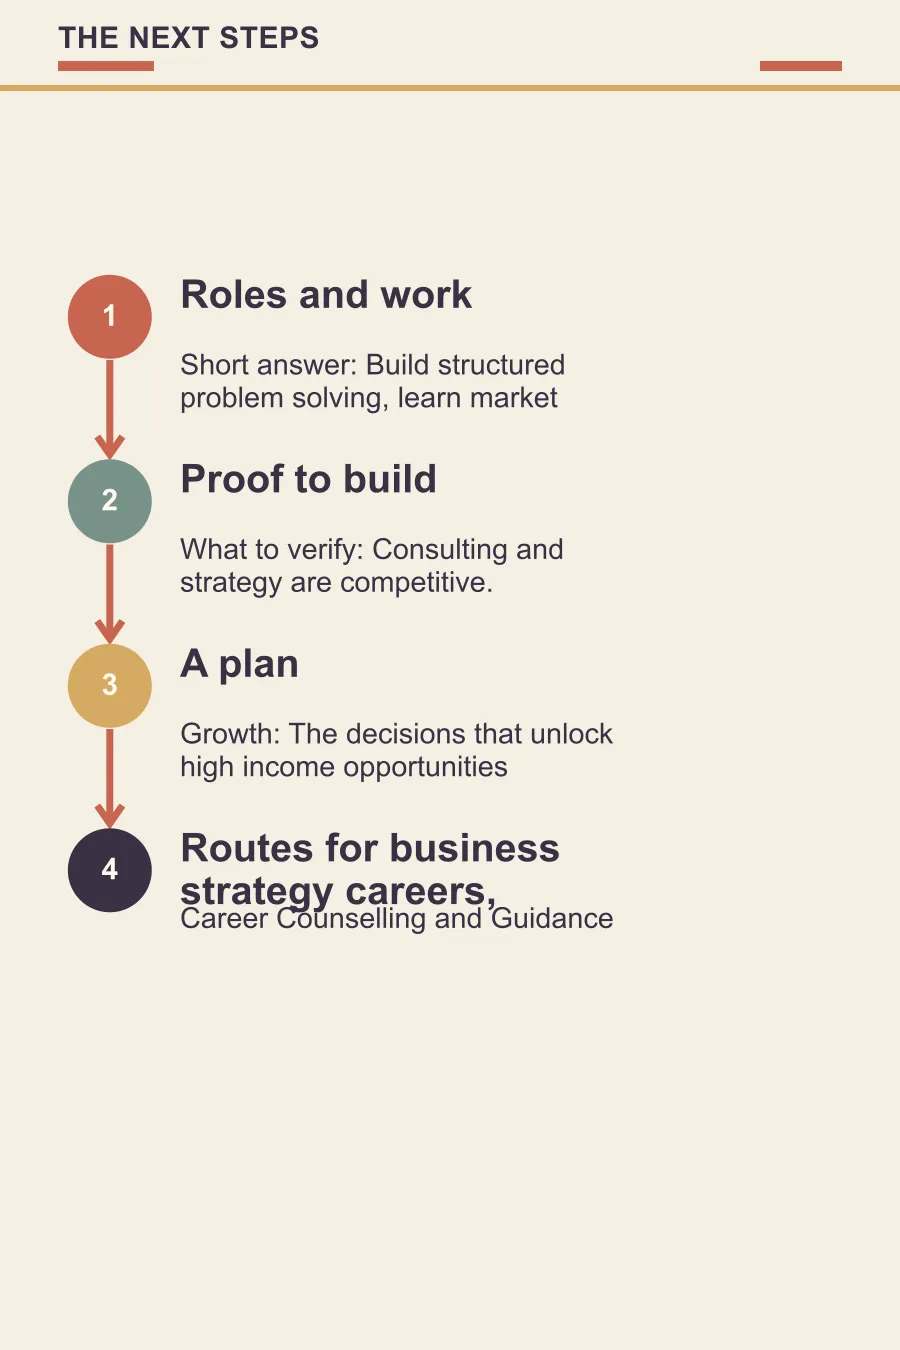 THE NEXT STEPS
1
Roles and work
Short answer: Build structured
problem solving, learn market
2
Proof to build
What to verify: Consulting and
strategy are competitive.
3
A plan
Growth: The decisions that unlock
high income opportunities
4
Routes for business
strategy careers,
Career Counselling and Guidance